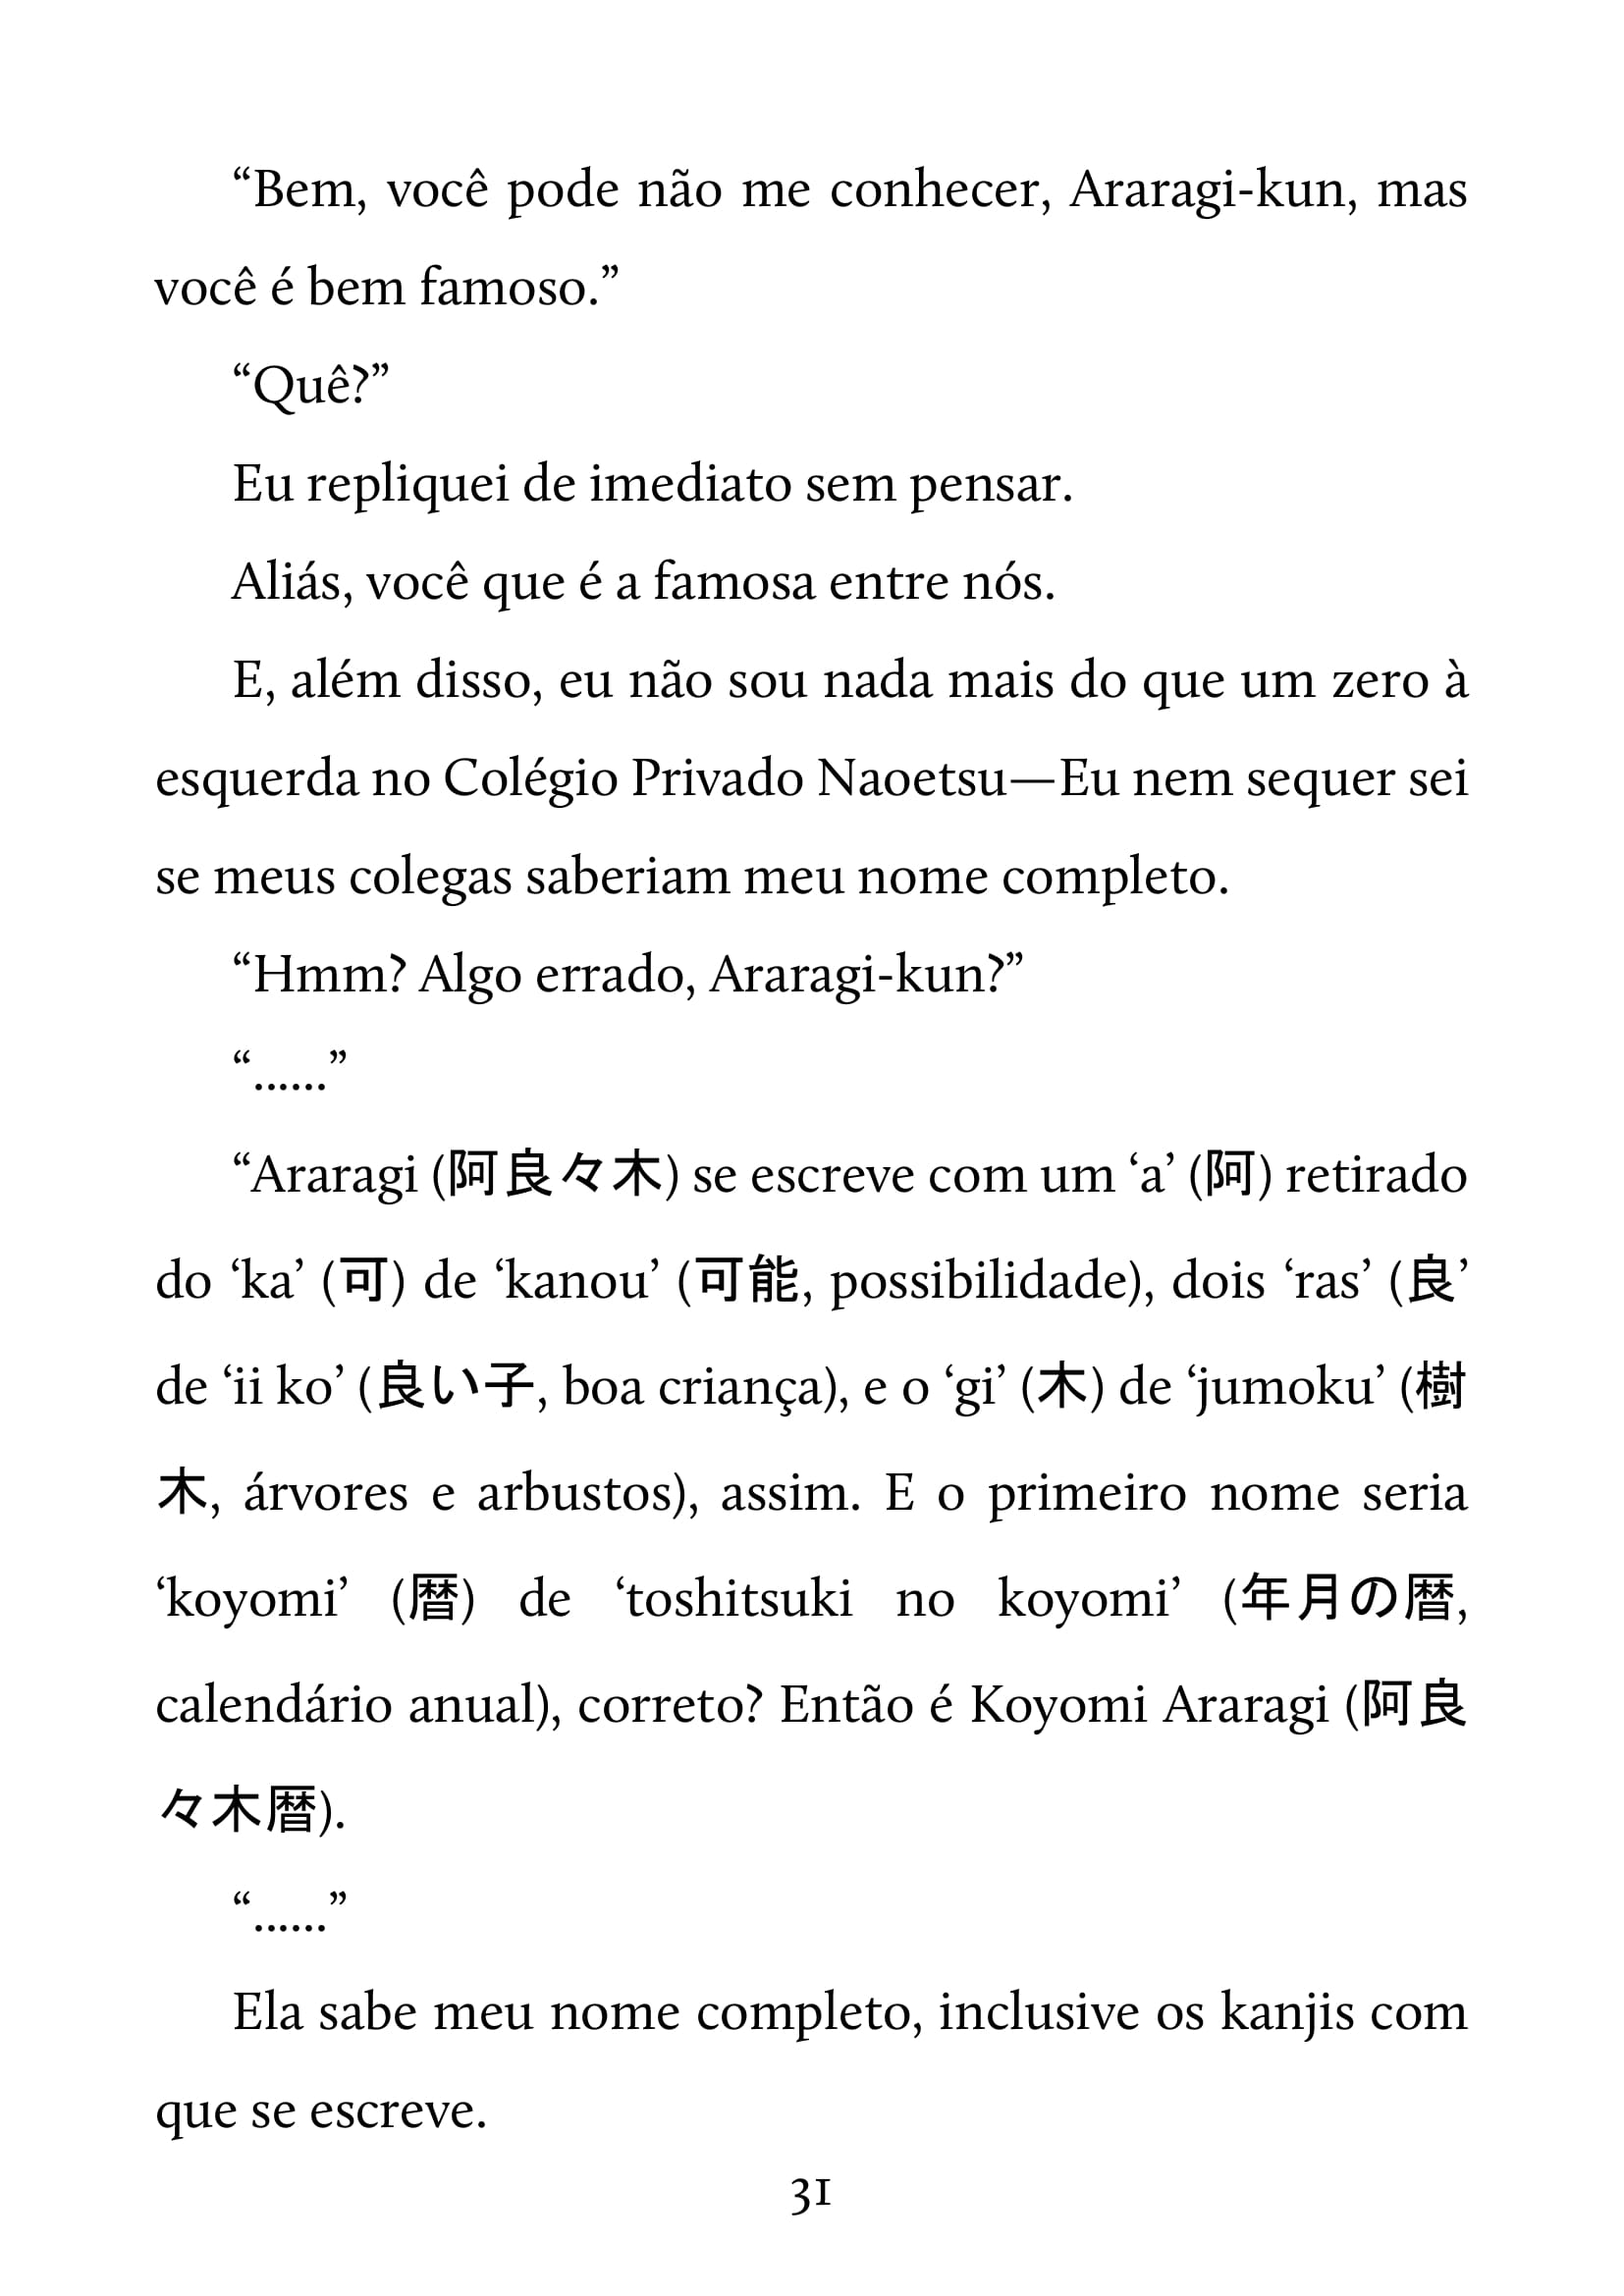 “Bem, você pode não me conhecer, Araragi-kun, mas
você é bem famoso.”
“Quê?”
Eu repliquei de imediato sem pensar.
Aliás, você que é a famosa entre nós.
E, além disso, eu não sou nada mais do que um zero à
esquerda no Colégio Privado Naoetsu—Eu nem sequer sei
se meus colegas saberiam meu nome completo.
“Hmm? Algo errado, Araragi-kun?”
“......”
“Araragi (阿良々木) se escreve com um ‘a’ (阿) retirado
do ‘ka’ (可) de ‘kanou’ (可能, possibilidade), dois ‘ras’ (良’
de ‘ii ko’ (良い子, boa criança), e o ‘gi’ (木) de ‘jumoku’ (樹
木, árvores e arbustos), assim. E o primeiro nome seria
‘koyomi’ (暦) de ‘toshitsuki no koyomi’ (年月の暦,
calendário anual), correto? Então é Koyomi Araragi (阿良
々木暦).
“......”
Ela sabe meu nome completo, inclusive os kanjis com
que se escreve.
31